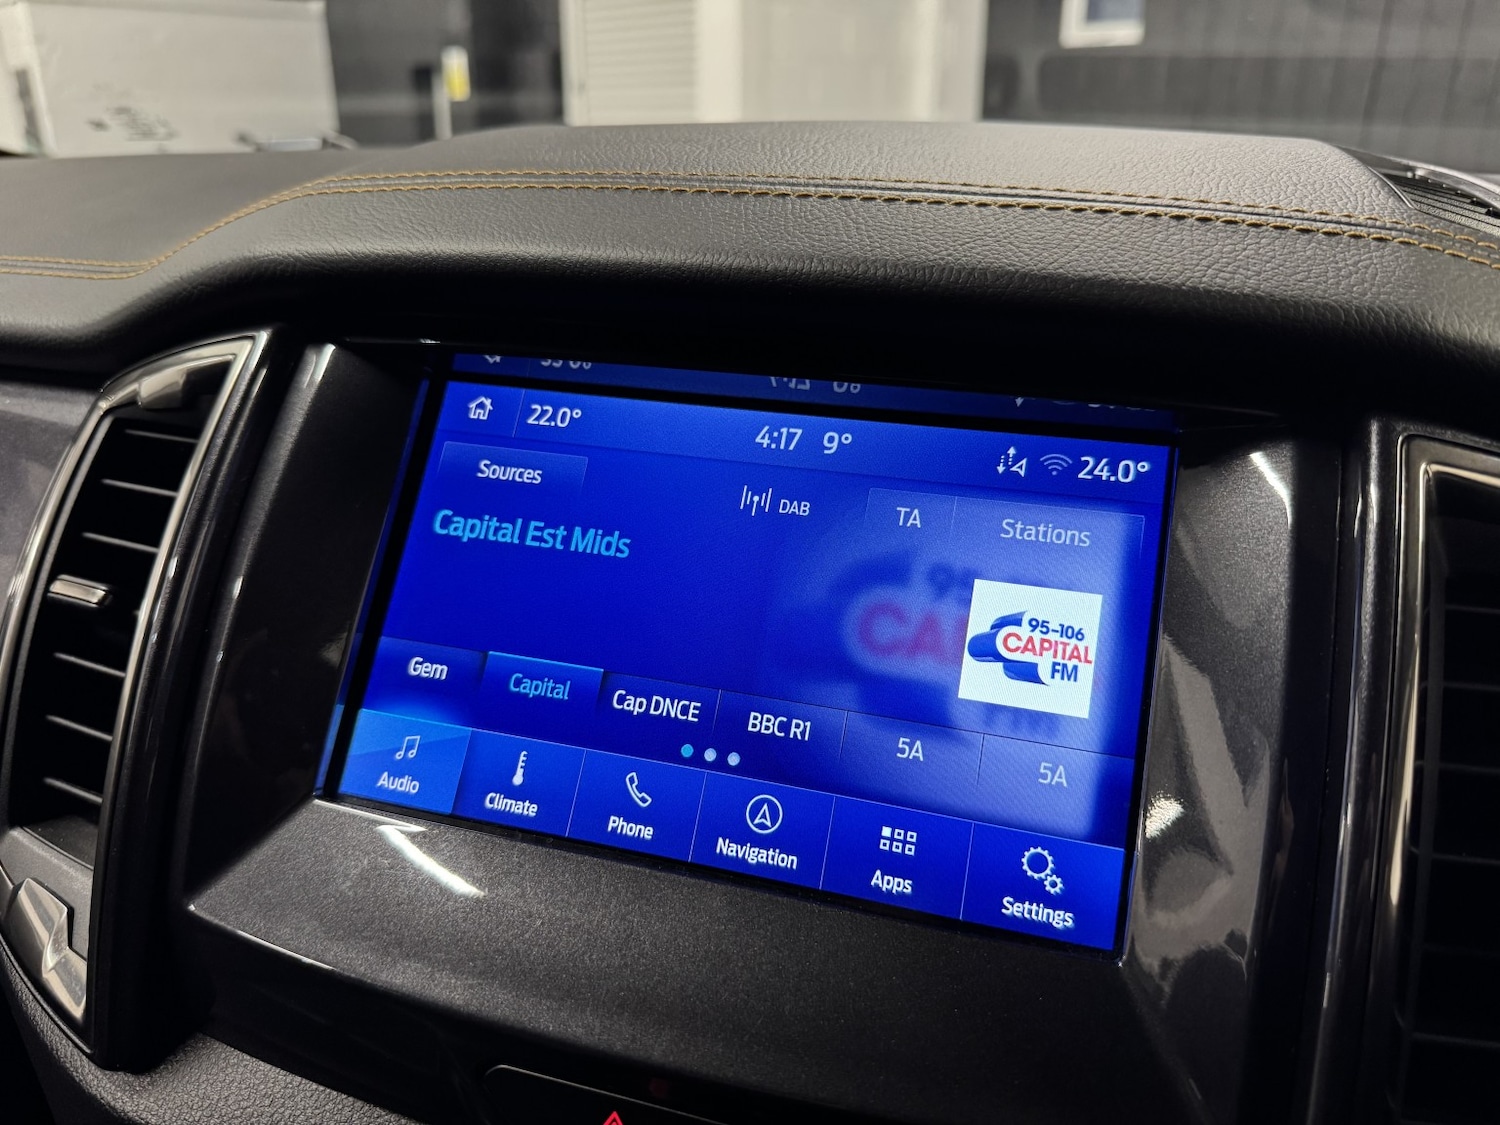 22.0°
4:17 9°
24.0°
Sources
DAB
TA
Stations
Capital Est Mids
95-106
CAPITAL
FM
Gem
Capital
Cap DNCE
BBC R1
5A
5A
Audio
Climate
Phone
Navigation
Apps
Settings